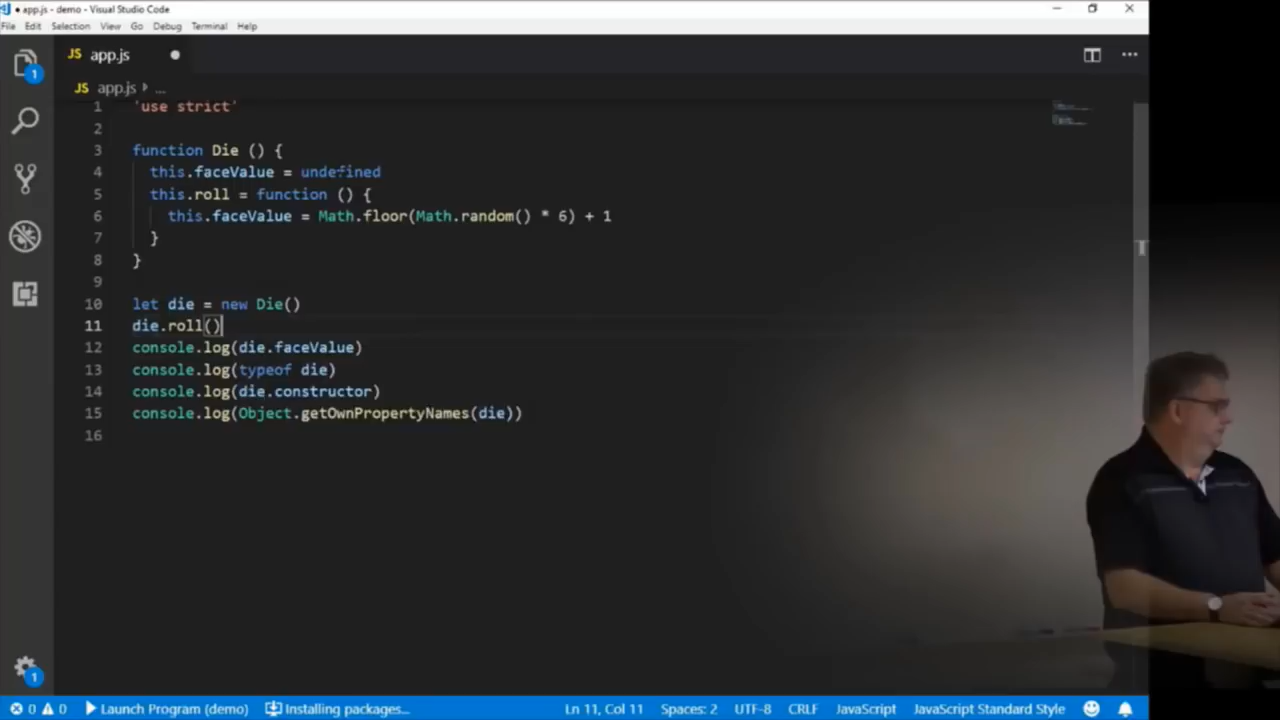 app.js - demo - Visual Studio Code
File Edit Selection View Go Debug Terminal Help
JS app.js
JS app.js ...
1 'use strict'
2
3 function Die () {
4 this.faceValue = undefined
5 this.roll = function () {
6 this.faceValue = Math.floor(Math.random() * 6) + 1
7 }
8 }
9
10 let die = new Die()
11 die.roll()
12 console.log(die.faceValue)
13 console.log(typeof die)
14 console.log(die.constructor)
15 console.log(Object.getOwnPropertyNames(die))
16
1
1
0 0 Launch Program (demo) Installing packages... Ln 11, Col 11 Spaces: 2 UTF-8 CRLF JavaScript JavaScript Standard Style